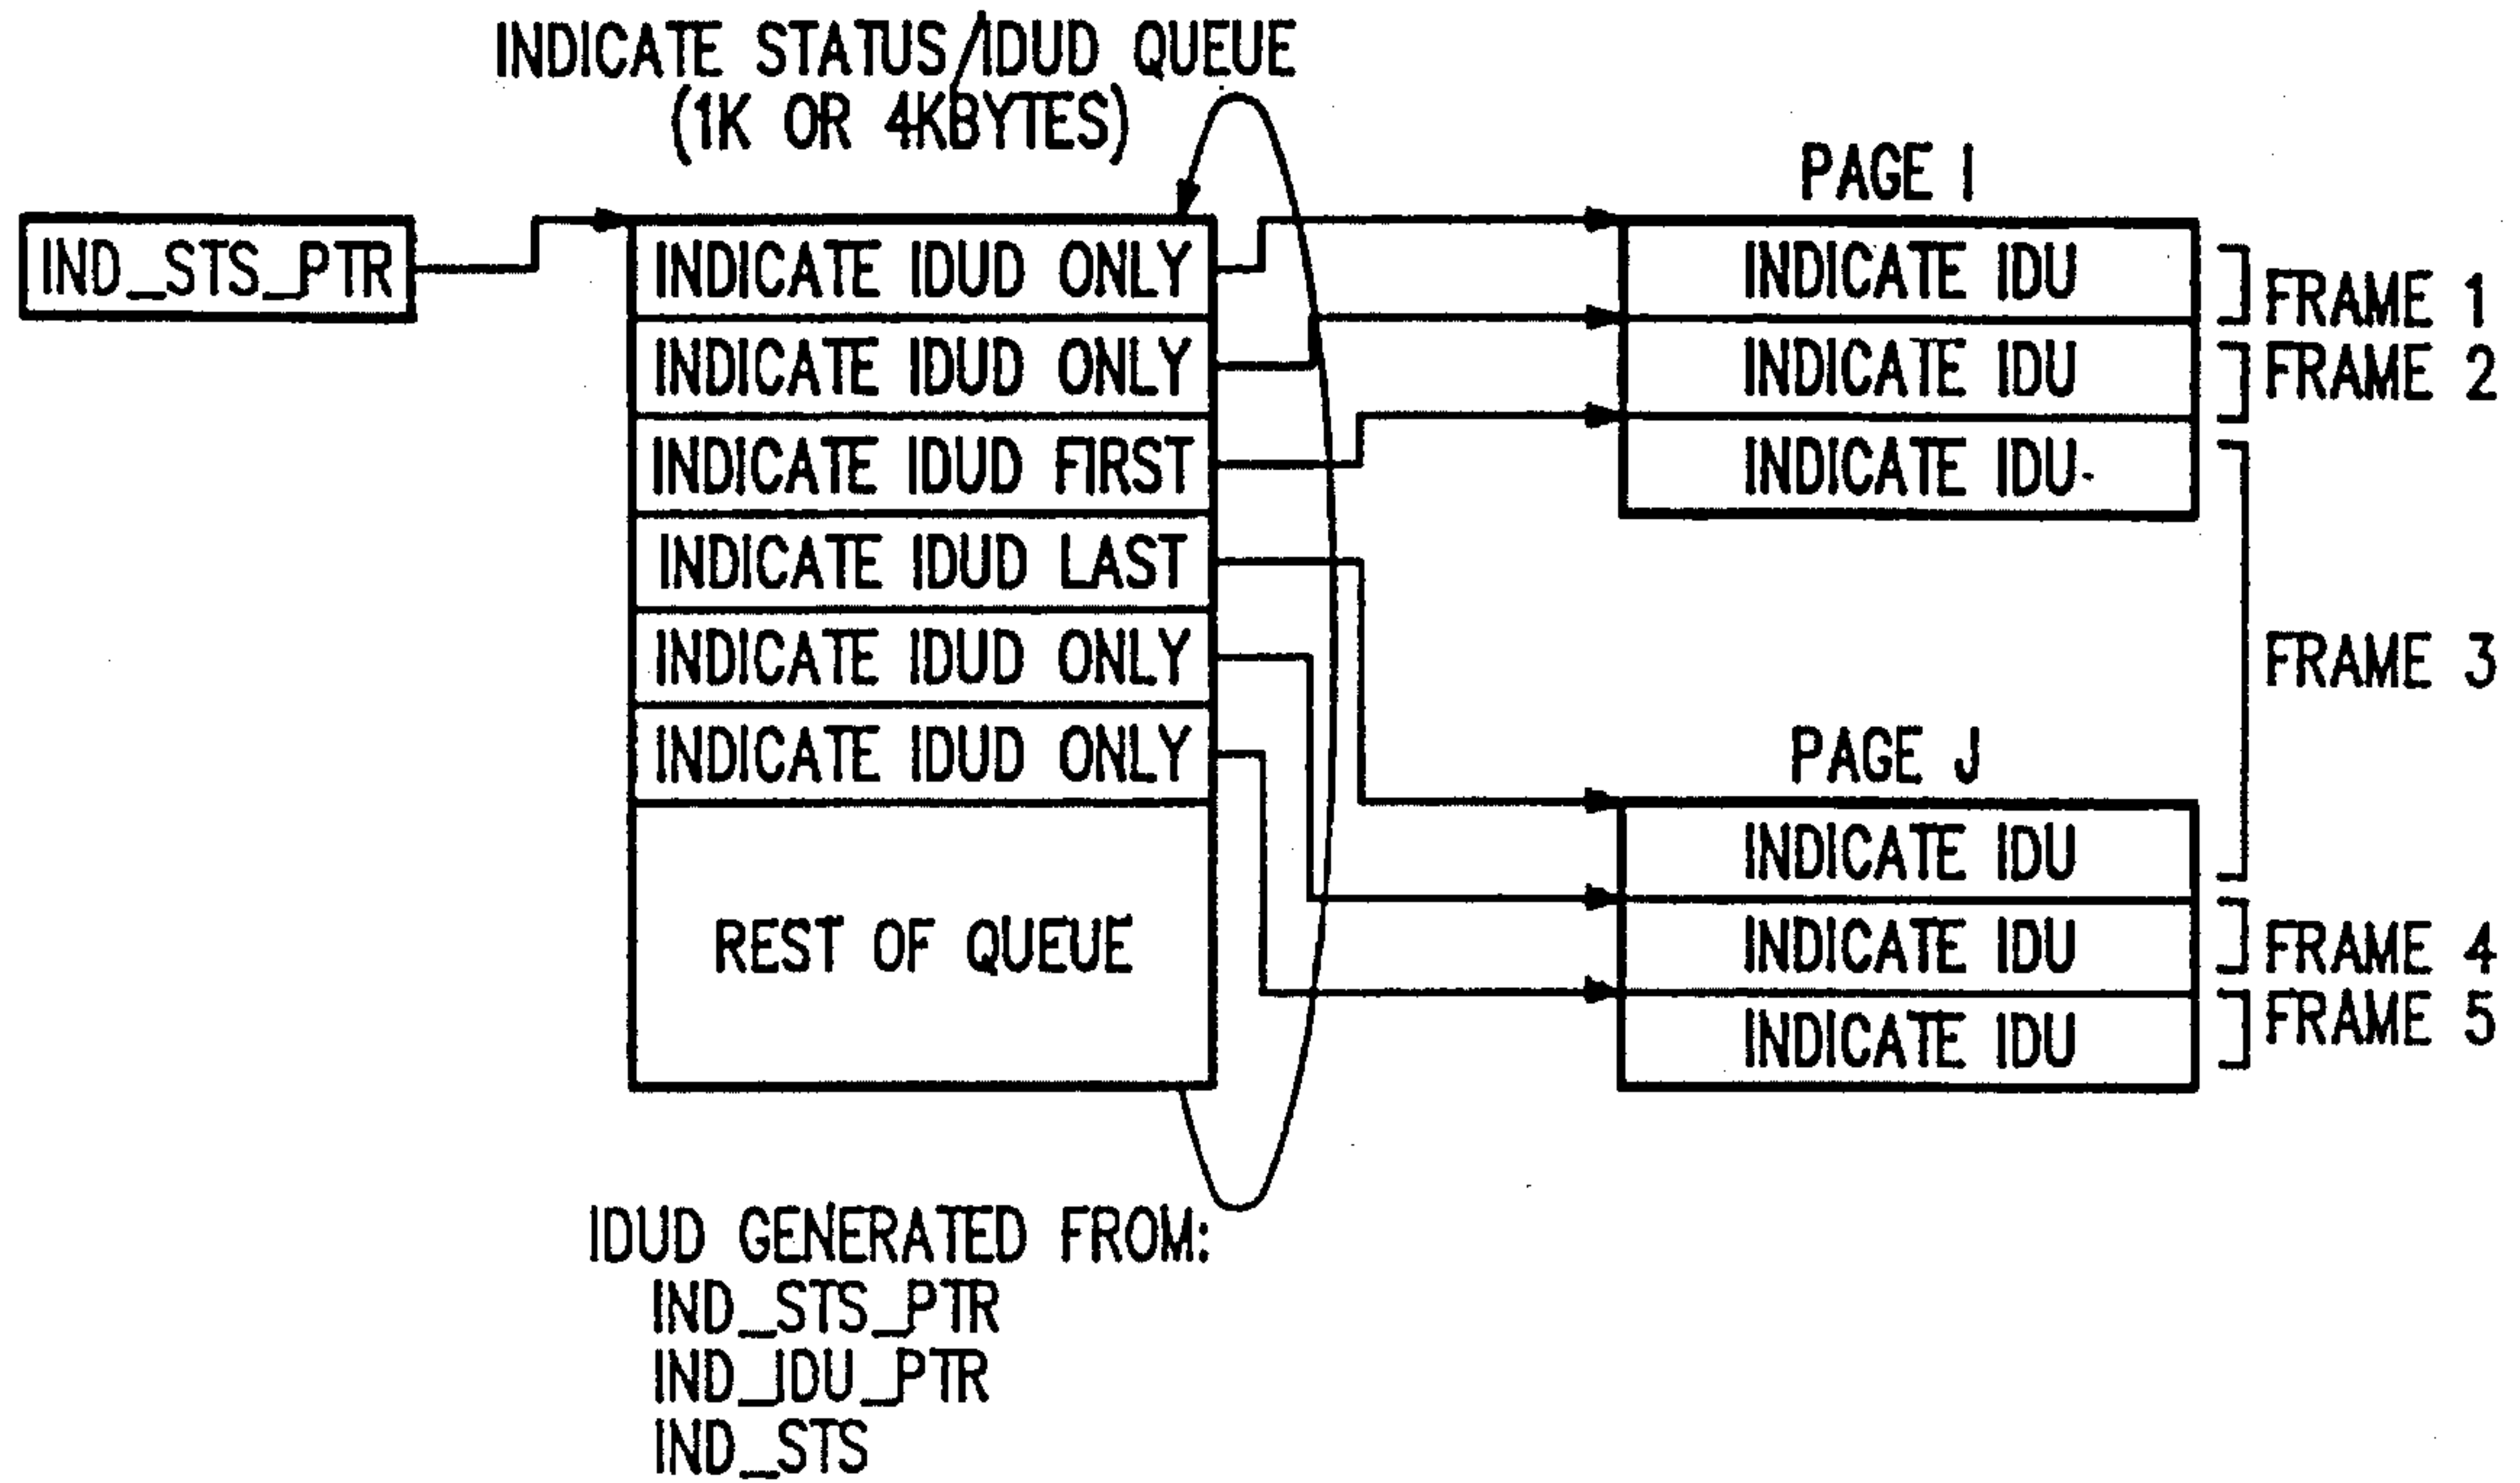 INDICATE STATUS/IDUD QUEUE
(1K OR 4KBYTES)
IND_STS_PTR
INDICATE IDUD ONLY
INDICATE IDUD ONLY
INDICATE IDUD FIRST
INDICATE IDUD LAST
INDICATE IDUD ONLY
INDICATE IDUD ONLY
REST OF QUEUE
PAGE I
INDICATE IDU
INDICATE IDU
INDICATE IDU
FRAME 1
FRAME 2
FRAME 3
PAGE J
INDICATE IDU
INDICATE IDU
INDICATE IDU
FRAME 4
FRAME 5
IDUD GENERATED FROM:
IND_STS_PTR
IND_IDU_PTR
IND_STS